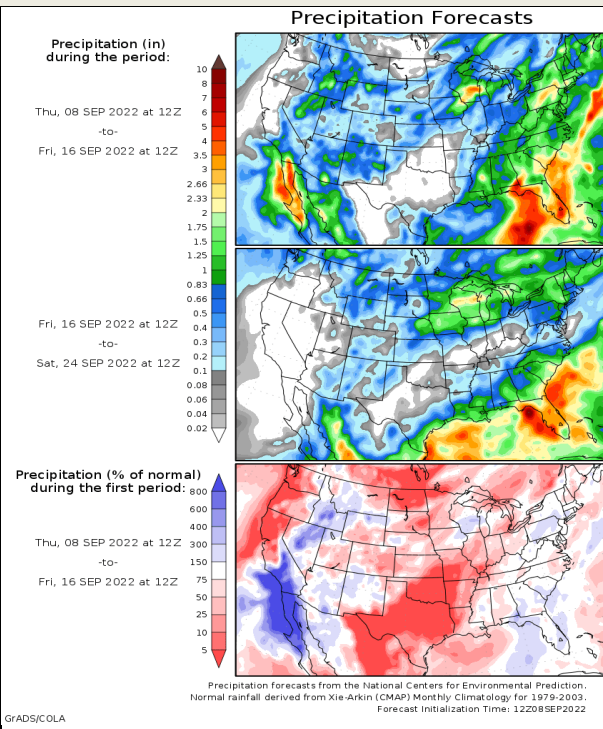 Precipitation Forecasts
Precipitation (in)
during the period:
Thu, 08 SEP 2022 at 12Z
-to-
Fri, 16 SEP 2022 at 12Z
10
8
7
6
5
4
3.5
3
2.66
2.33
2
1.75
1.5
1.25
1
0.83
0.66
0.5
0.4
0.3
0.2
0.1
0.08
0.06
0.04
0.02
Fri, 16 SEP 2022 at 12Z
-to-
Sat, 24 SEP 2022 at 12Z
Precipitation (% of normal)
during the first period:
Thu, 08 SEP 2022 at 12Z
-to-
Fri, 16 SEP 2022 at 12Z
800
600
400
300
150
75
50
25
10
5
Precipitation forecasts from the National Centers for Environmental Prediction.
Normal rainfall derived from Xie-Arkin (CMAP) Monthly Climatology for 1979-2003.
Forecast Initialization Time: 12Z08SEP2022
GrADS/COLA